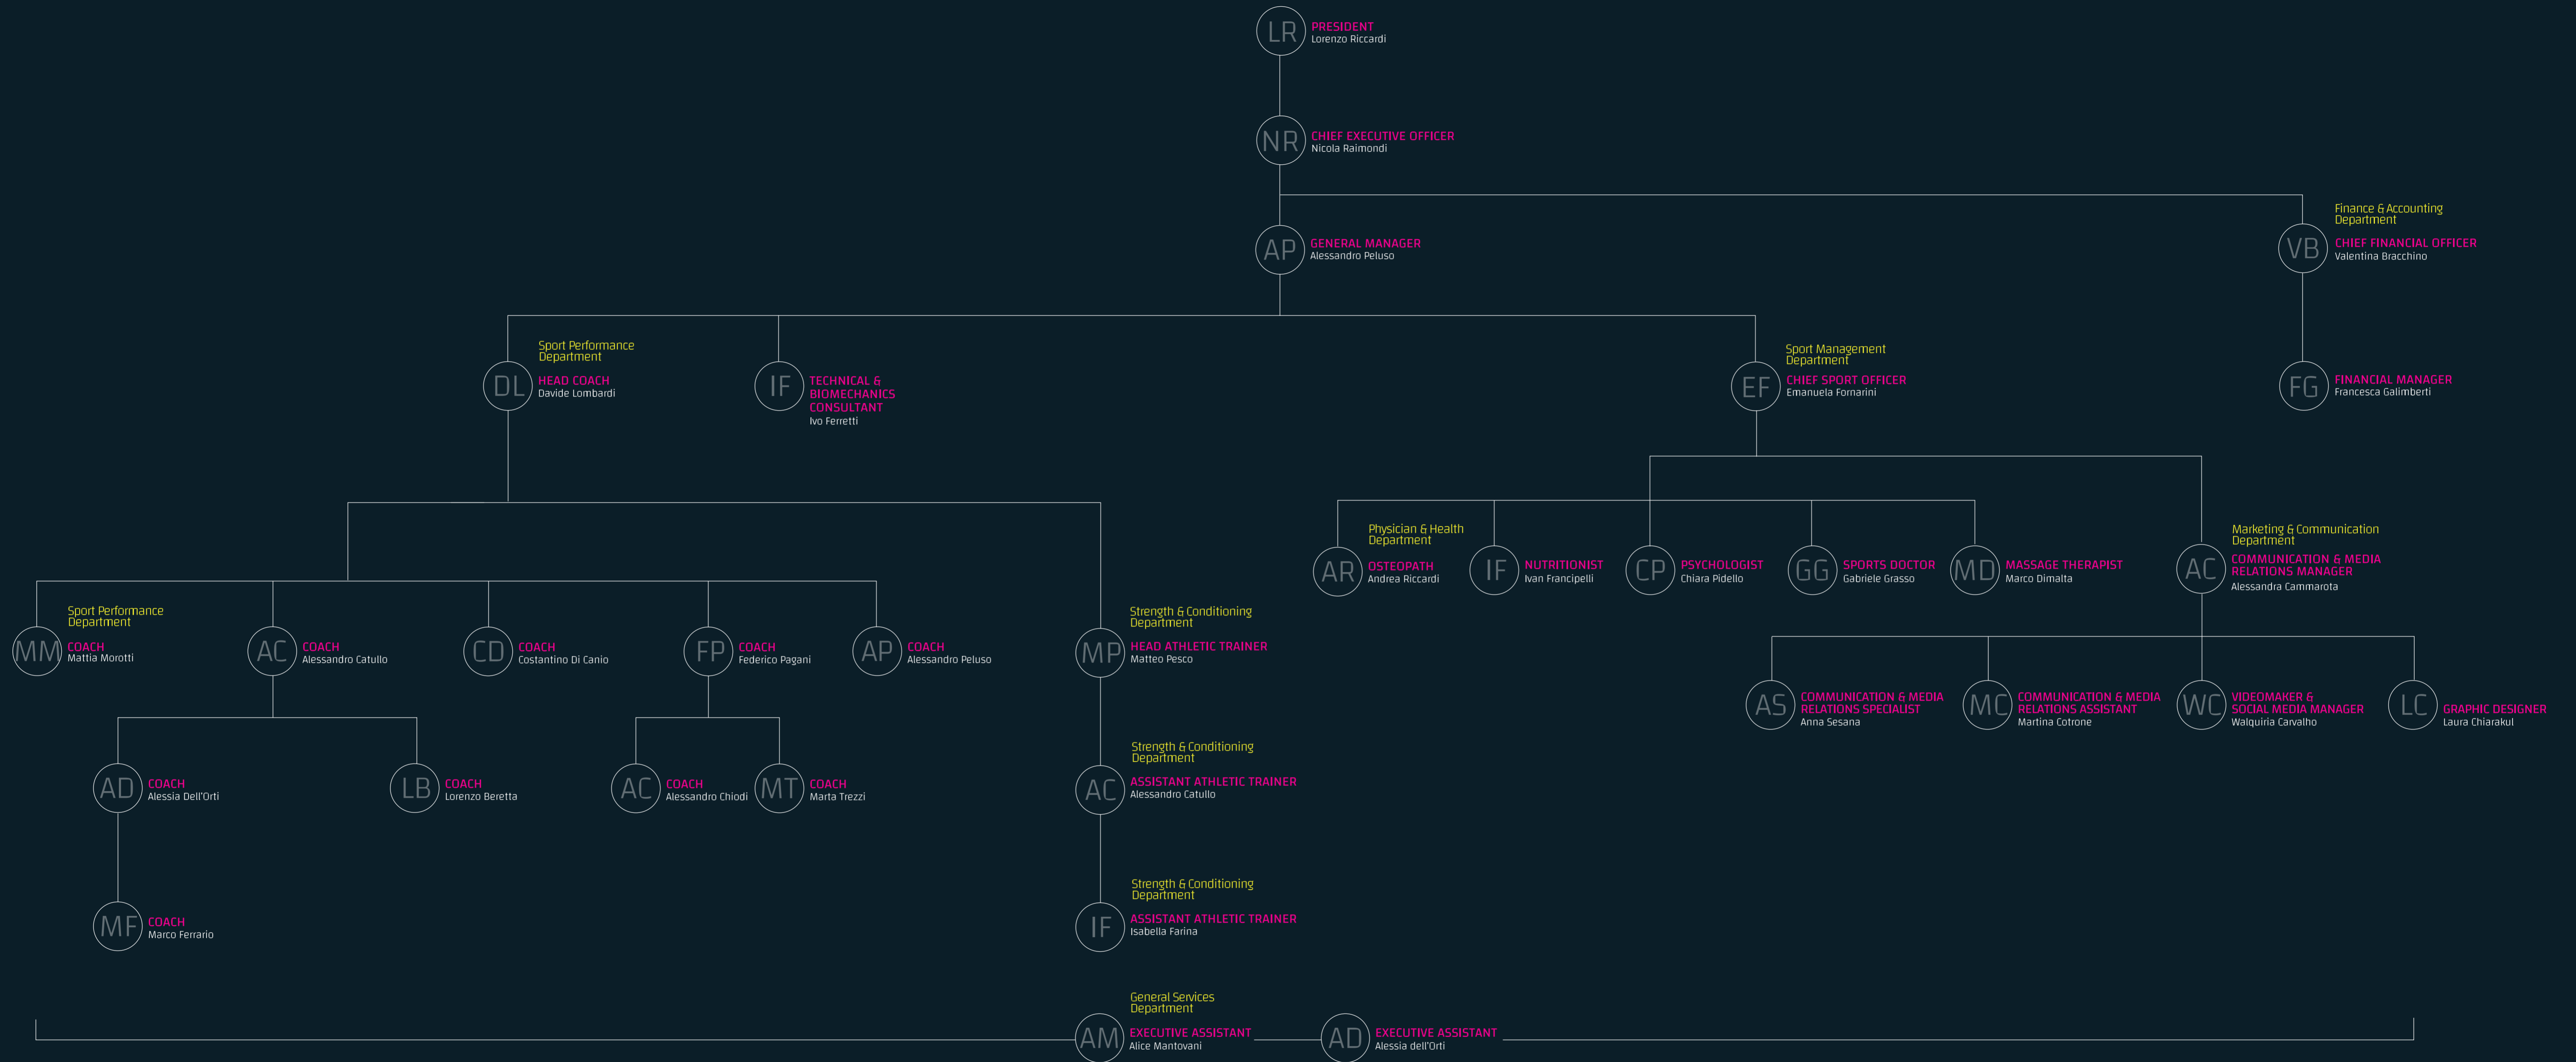 LR
PRESIDENT
Lorenzo Riccardi
NR
CHIEF EXECUTIVE OFFICER
Nicola Raimondi
AP
GENERAL MANAGER
Alessandro Peluso
Finance & Accounting
Department
VB
CHIEF FINANCIAL OFFICER
Valentina Bracchino
Sport Performance
Department
DL
HEAD COACH
Davide Lombardi
IF
TECHNICAL &
BIOMECHANICS
CONSULTANT
Ivo Ferretti
Sport Management
Department
EF
CHIEF SPORT OFFICER
Emanuela Fornarini
FG
FINANCIAL MANAGER
Francesca Galimberti
Physician & Health
Department
AR
OSTEOPATH
Andrea Riccardi
IF
NUTRITIONIST
Ivan Francipelli
CP
PSYCHOLOGIST
Chiara Pidello
GG
SPORTS DOCTOR
Gabriele Grasso
MD
MASSAGE THERAPIST
Marco Dimalta
Marketing & Communication
Department
AC
COMMUNICATION & MEDIA
RELATIONS MANAGER
Alessandra Cammarota
Sport Performance
Department
MM
COACH
Mattia Morotti
AC
COACH
Alessandro Catullo
CD
COACH
Costantino Di Canio
FP
COACH
Federico Pagani
AP
COACH
Alessandro Peluso
Strength & Conditioning
Department
MP
HEAD ATHLETIC TRAINER
Matteo Pesco
AS
COMMUNICATION & MEDIA
RELATIONS SPECIALIST
Anna Sesana
MC
COMMUNICATION & MEDIA
RELATIONS ASSISTANT
Martina Cotrone
WC
VIDEOMAKER &
SOCIAL MEDIA MANAGER
Walquiria Carvalho
LC
GRAPHIC DESIGNER
Laura Chiarakul
AD
COACH
Alessia Dell'Orti
LB
COACH
Lorenzo Beretta
AC
COACH
Alessandro Chiodi
MT
COACH
Marta Trezzi
Strength & Conditioning
Department
AC
ASSISTANT ATHLETIC TRAINER
Alessandro Catullo
MF
COACH
Marco Ferrario
Strength & Conditioning
Department
IF
ASSISTANT ATHLETIC TRAINER
Isabella Farina
General Services
Department
AM
EXECUTIVE ASSISTANT
Alice Mantovani
AD
EXECUTIVE ASSISTANT
Alessia dell'Orti